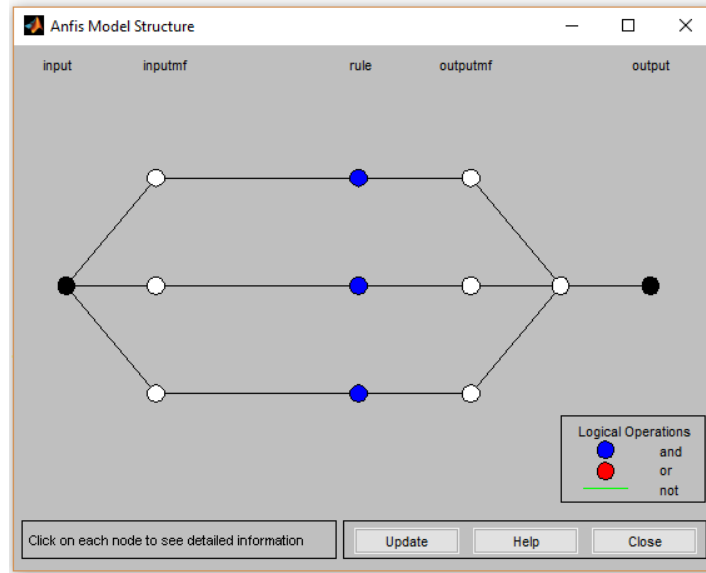 Anfis Model Structure
input inputmf rule outputmf output
Logical Operations
and
or
not
Click on each node to see detailed information
Update Help Close